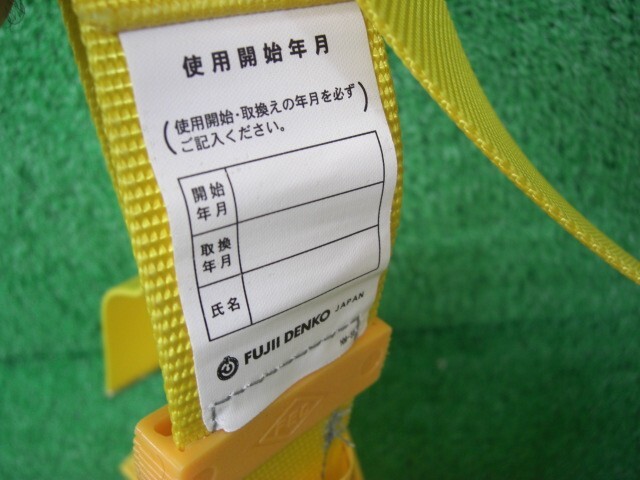 使用開始年月
(使用開始・取換えの年月を必ず
ご記入ください。)
開始
年月
取換
年月
氏名
FUJII DENKO JAPAN